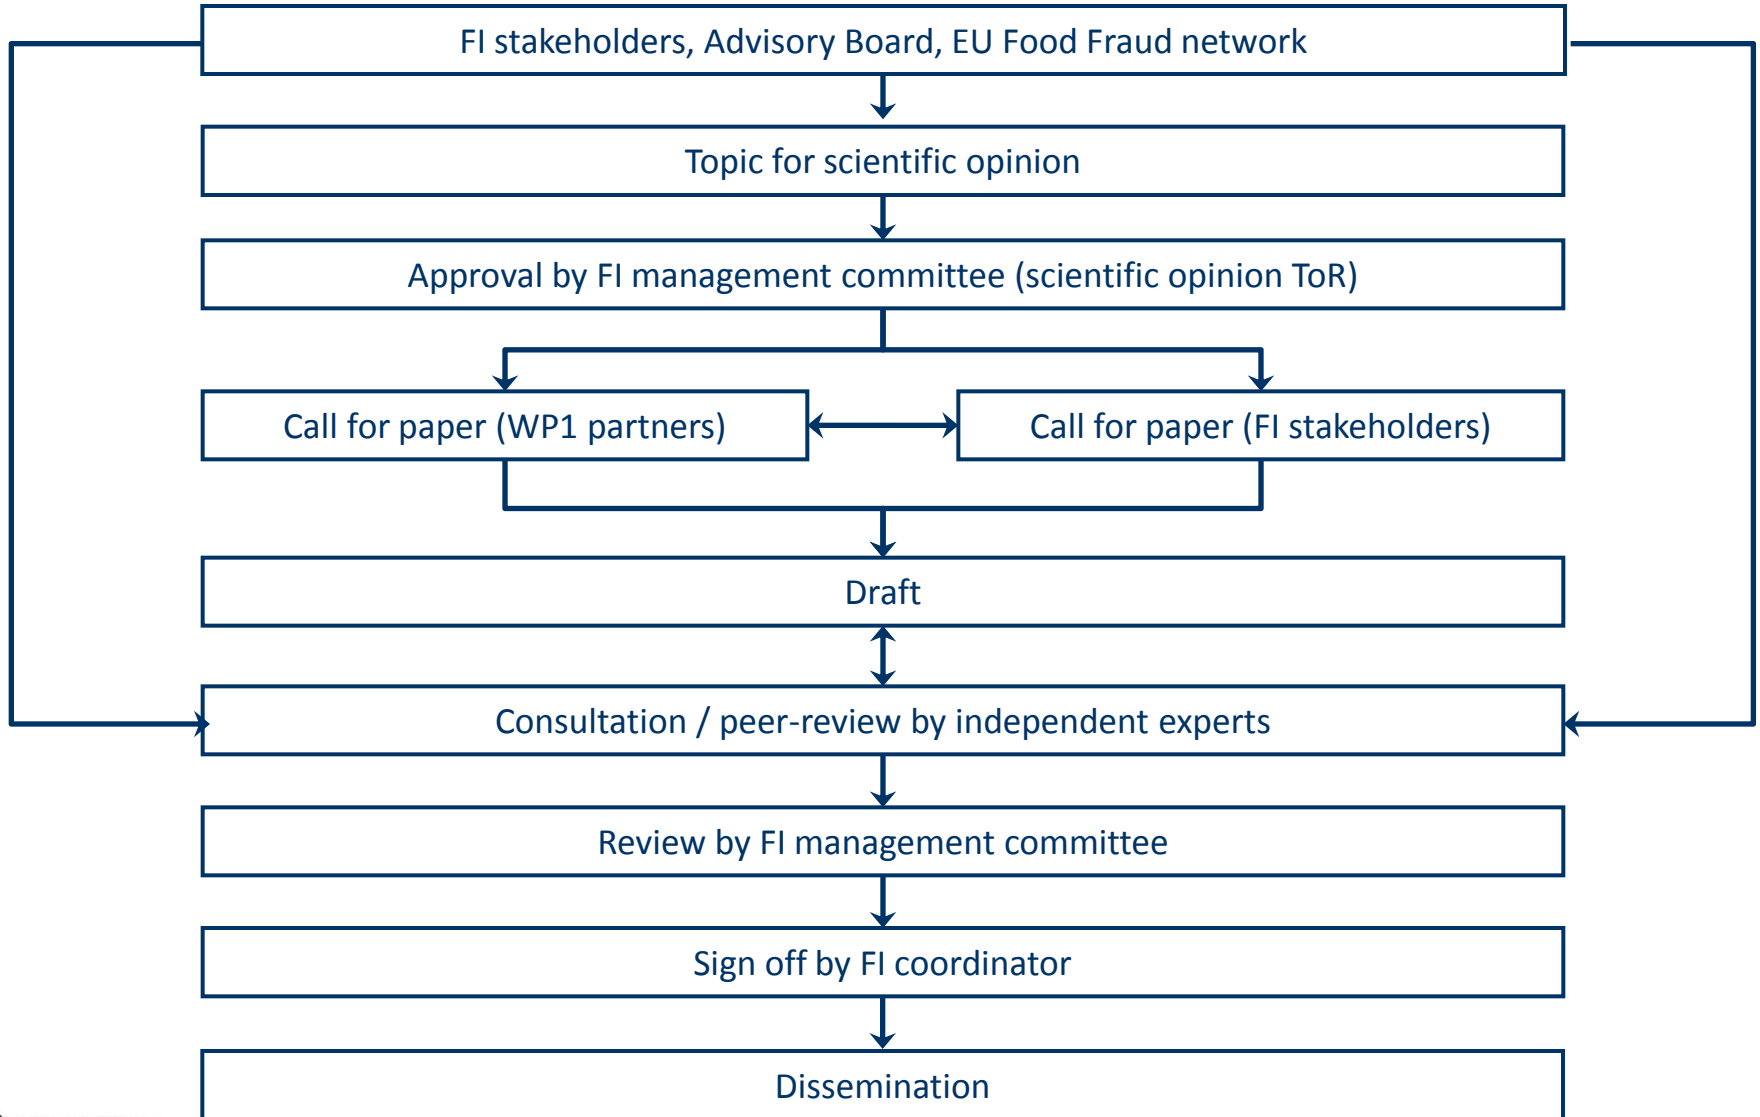 FI stakeholders, Advisory Board, EU Food Fraud network
Topic for scientific opinion
Approval by FI management committee (scientific opinion ToR)
Call for paper (WP1 partners)
Call for paper (FI stakeholders)
Draft
Consultation / peer-review by independent experts
Review by FI management committee
Sign off by FI coordinator
Dissemination